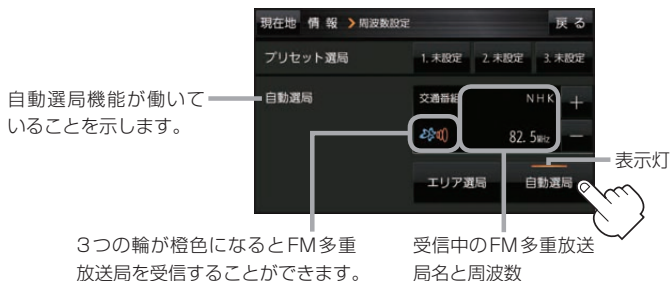 現在地 情 報 > 周波数設定 戻 る
プリセット選局 1. 未設定 2. 未設定 3. 未設定
自動選局機能が働いて
いることを示します。
自動選局 交通番組 NHK +
82. 5MHz −
表示灯
エリア選局 自動選局
3つの輪が橙色になるとFM多重
放送局を受信することができます。
受信中のFM多重放送
局名と周波数